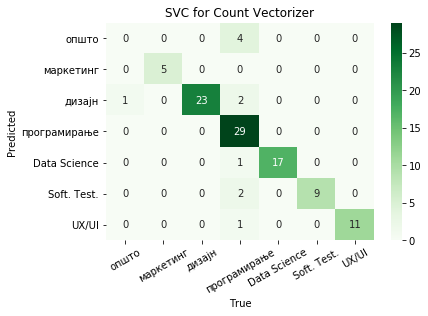 SVC for Count Vectorizer
општо 0 0 0 4 0 0 0
маркетинг 0 5 0 0 0 0 0
дизајн 1 0 23 2 0 0 0
програмирање 0 0 0 29 0 0 0
Data Science 0 0 0 1 17 0 0
Soft. Test. 0 0 0 2 0 9 0
UX/UI 0 0 0 1 0 0 11
општо маркетинг дизајн програмирање Data Science Soft. Test. UX/UI
True
Predicted
25
20
15
10
5
0